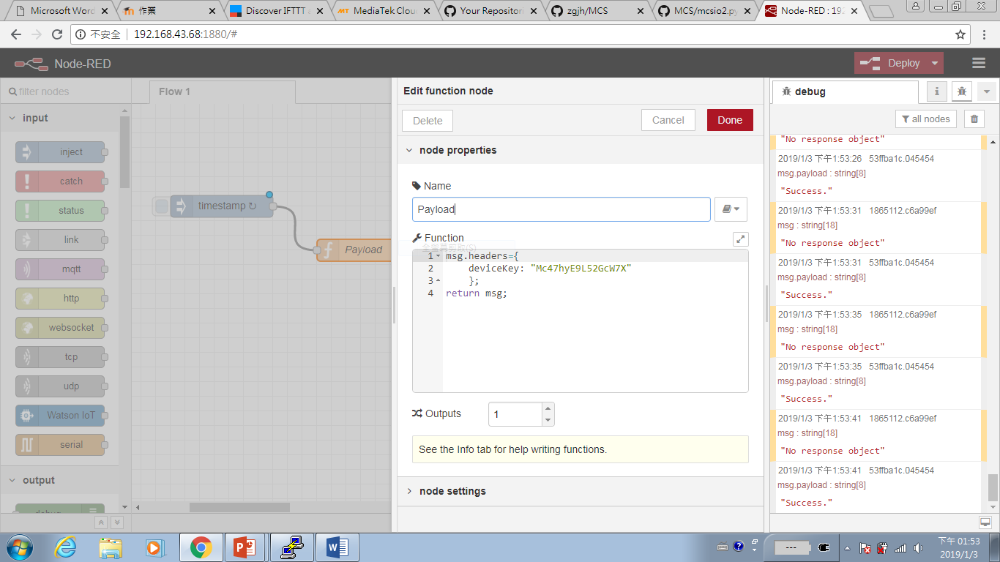 Microsoft Word
作業
Discover IFTTT a
MediaTek Clou
Your Repositor
zgjh/MCS
MCS/mcsio2.py
Node-RED : 192
不安全
192.168.43.68:1880/#
Node-RED
Deploy
filter nodes
Flow 1
input
inject
catch
status
link
mqtt
http
websocket
tcp
udp
Watson IoT
serial
output
debug
timestamp ↻
Payload
Edit function node
Delete
Cancel
Done
node properties
Name
Payload
Function
1 msg.headers={
2 deviceKey: "Mc47hyE9L52GcW7X"
3 };
4 return msg;
Outputs
1
See the Info tab for help writing functions.
node settings
debug
all nodes
"No response object"
2019/1/3 下午1:53:26 53ffba1c.045454
msg.payload : string[8]
"Success."
2019/1/3 下午1:53:31 1865112.c6a99ef
msg : string[18]
"No response object"
2019/1/3 下午1:53:31 53ffba1c.045454
msg.payload : string[8]
"Success."
2019/1/3 下午1:53:35 1865112.c6a99ef
msg : string[18]
"No response object"
2019/1/3 下午1:53:35 53ffba1c.045454
msg.payload : string[8]
"Success."
2019/1/3 下午1:53:41 1865112.c6a99ef
msg : string[18]
"No response object"
2019/1/3 下午1:53:41 53ffba1c.045454
msg.payload : string[8]
"Success."
---
下午 01:53
2019/1/3